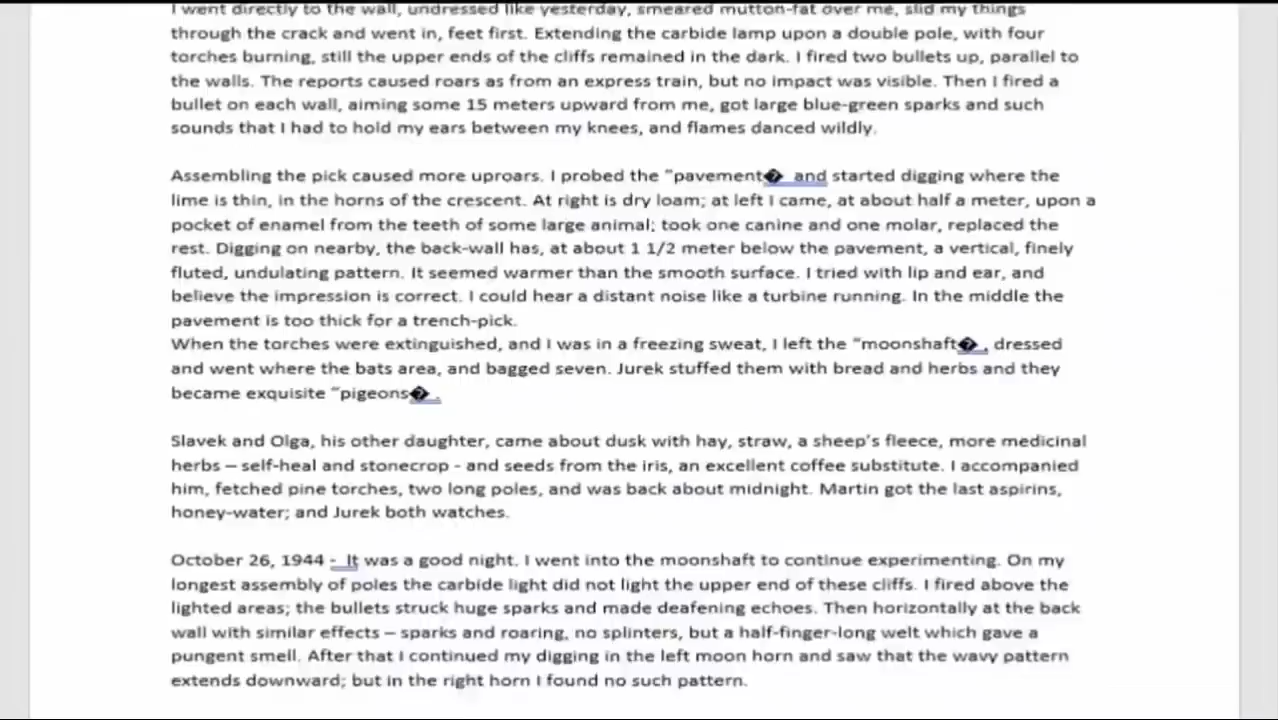 I went directly to the wall, undressed like yesterday, smeared mutton-fat over me, slid my things
through the crack and went in, feet first. Extending the carbide lamp upon a double pole, with four
torches burning, still the upper ends of the cliffs remained in the dark. I fired two bullets up, parallel to
the walls. The reports caused roars as from an express train, but no impact was visible. Then I fired a
bullet on each wall, aiming some 15 meters upward from me, got large blue-green sparks and such
sounds that I had to hold my ears between my knees, and flames danced wildly.
Assembling the pick caused more uproars. I probed the "pavement� and started digging where the
lime is thin, in the horns of the crescent. At right is dry loam; at left I came, at about half a meter, upon a
pocket of enamel from the teeth of some large animal; took one canine and one molar, replaced the
rest. Digging on nearby, the back-wall has, at about 1 1/2 meter below the pavement, a vertical, finely
fluted, undulating pattern. It seemed warmer than the smooth surface. I tried with lip and ear, and
believe the impression is correct. I could hear a distant noise like a turbine running. In the middle the
pavement is too thick for a trench-pick.
When the torches were extinguished, and I was in a freezing sweat, I left the "moonshaft� , dressed
and went where the bats area, and bagged seven. Jurek stuffed them with bread and herbs and they
became exquisite "pigeons� .
Slavek and Olga, his other daughter, came about dusk with hay, straw, a sheep's fleece, more medicinal
herbs – self-heal and stonecrop - and seeds from the iris, an excellent coffee substitute. I accompanied
him, fetched pine torches, two long poles, and was back about midnight. Martin got the last aspirins,
honey-water; and Jurek both watches.
October 26, 1944 - It was a good night. I went into the moonshaft to continue experimenting. On my
longest assembly of poles the carbide light did not light the upper end of these cliffs. I fired above the
lighted areas; the bullets struck huge sparks and made deafening echoes. Then horizontally at the back
wall with similar effects – sparks and roaring, no splinters, but a half-finger-long welt which gave a
pungent smell. After that I continued my digging in the left moon horn and saw that the wavy pattern
extends downward; but in the right horn I found no such pattern.